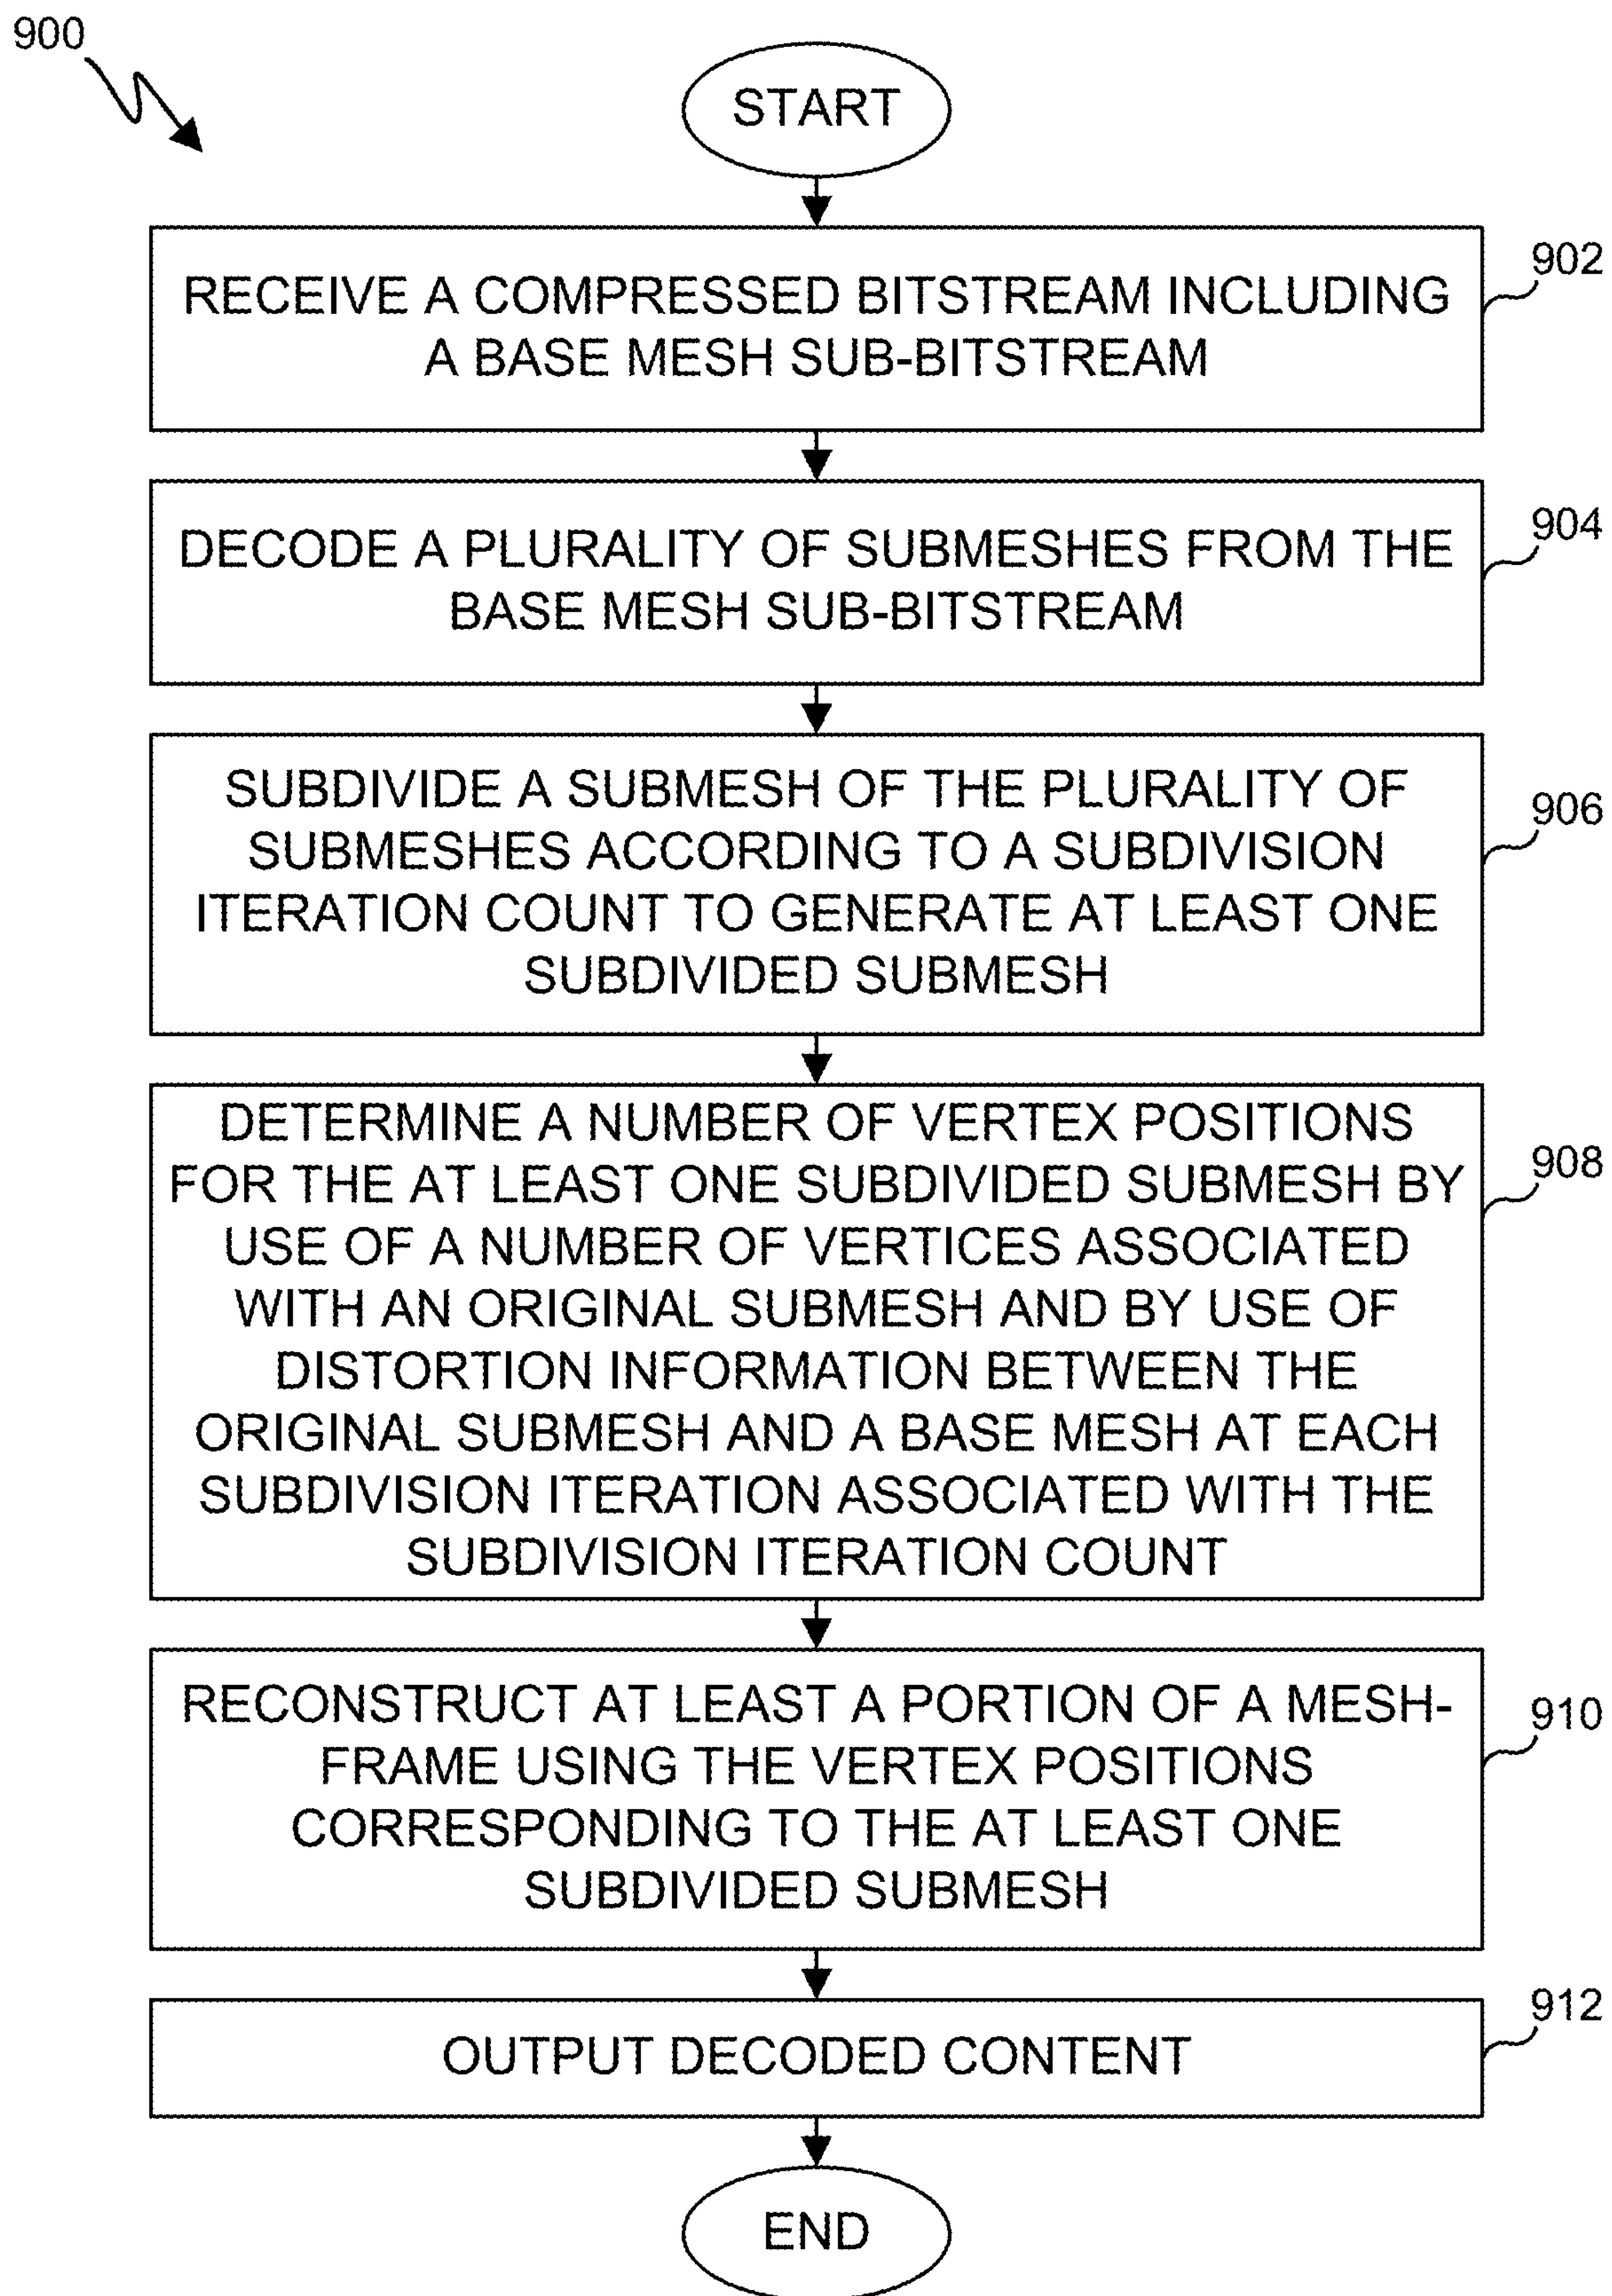 900
START
RECEIVE A COMPRESSED BITSTREAM INCLUDING
A BASE MESH SUB-BITSTREAM
902
DECODE A PLURALITY OF SUBMESHES FROM THE
BASE MESH SUB-BITSTREAM
904
SUBDIVIDE A SUBMESH OF THE PLURALITY OF
SUBMESHES ACCORDING TO A SUBDIVISION
ITERATION COUNT TO GENERATE AT LEAST ONE
SUBDIVIDED SUBMESH
906
DETERMINE A NUMBER OF VERTEX POSITIONS
FOR THE AT LEAST ONE SUBDIVIDED SUBMESH BY
USE OF A NUMBER OF VERTICES ASSOCIATED
WITH AN ORIGINAL SUBMESH AND BY USE OF
DISTORTION INFORMATION BETWEEN THE
ORIGINAL SUBMESH AND A BASE MESH AT EACH
SUBDIVISION ITERATION ASSOCIATED WITH THE
SUBDIVISION ITERATION COUNT
908
RECONSTRUCT AT LEAST A PORTION OF A MESH-
FRAME USING THE VERTEX POSITIONS
CORRESPONDING TO THE AT LEAST ONE
SUBDIVIDED SUBMESH
910
OUTPUT DECODED CONTENT
912
END